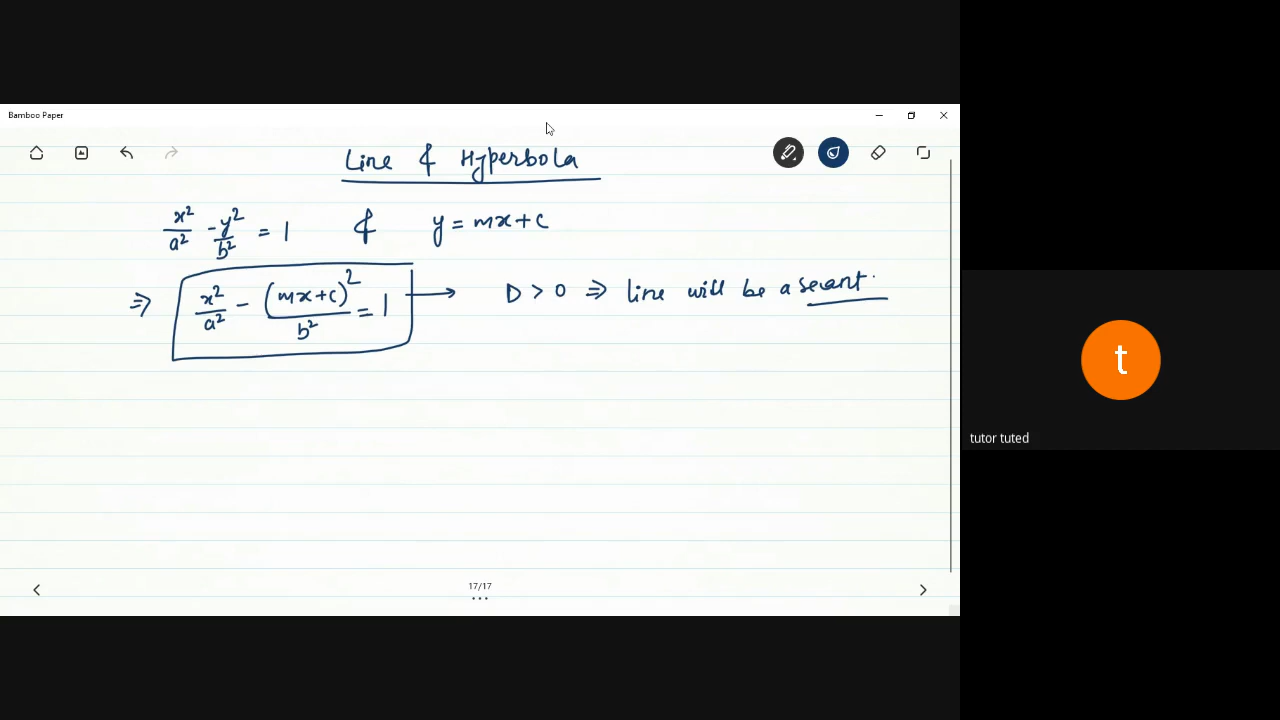 Bamboo Paper
Line & Hyperbola
x²/a² - y²/b² = 1 & y = mx + c
⇒ x²/a² - (mx+c)²/b² = 1 → D > 0 ⇒ line will be a secant.
17/17
t
tutor tuted